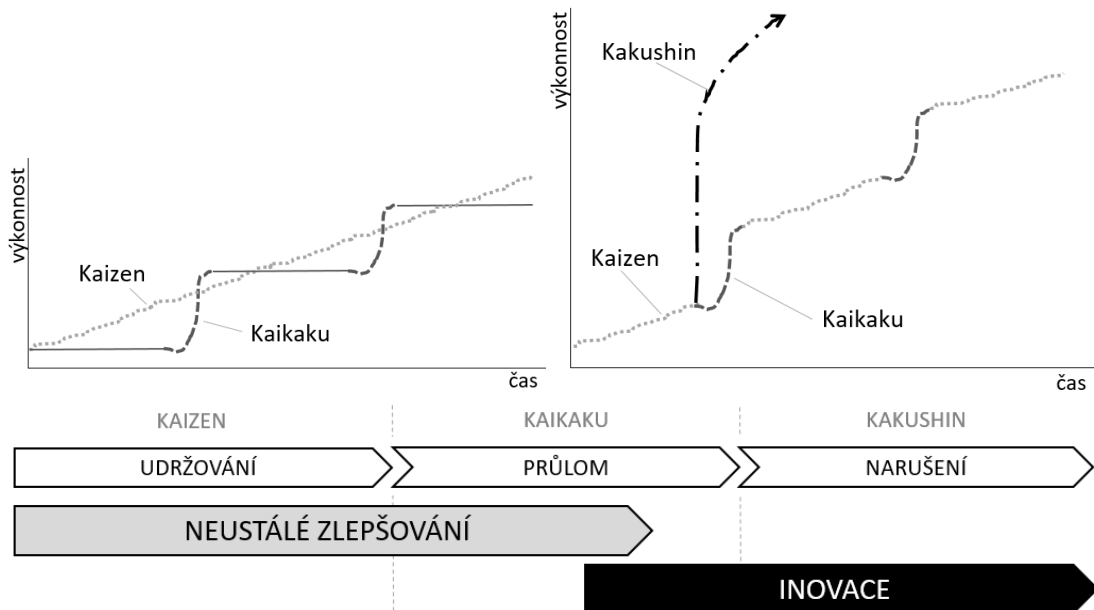 výkonnost
Kaizen
Kaikaku
čas
výkonnost
Kakushin
Kaizen
Kaikaku
čas
KAIZEN
KAIKAKU
KAKUSHIN
UDRŽOVÁNÍ
PRŮLOM
NARUŠENÍ
NEUSTÁLÉ ZLEPŠOVÁNÍ
INOVACE